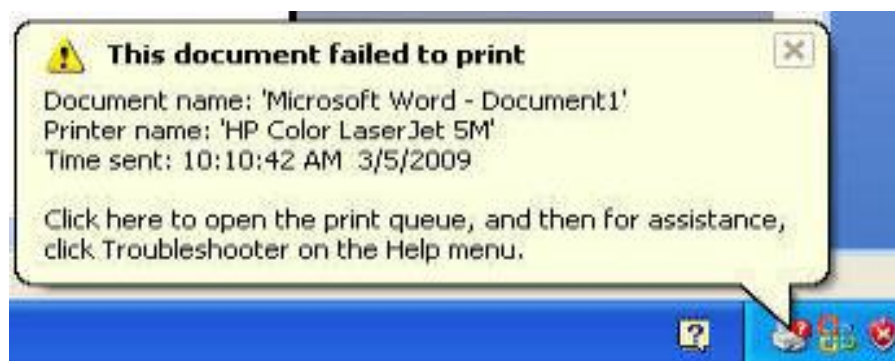 This document failed to print
Document name: 'Microsoft Word - Document1'
Printer name: 'HP Color LaserJet 5M'
Time sent: 10:10:42 AM 3/5/2009
Click here to open the print queue, and then for assistance,
click Troubleshooter on the Help menu.